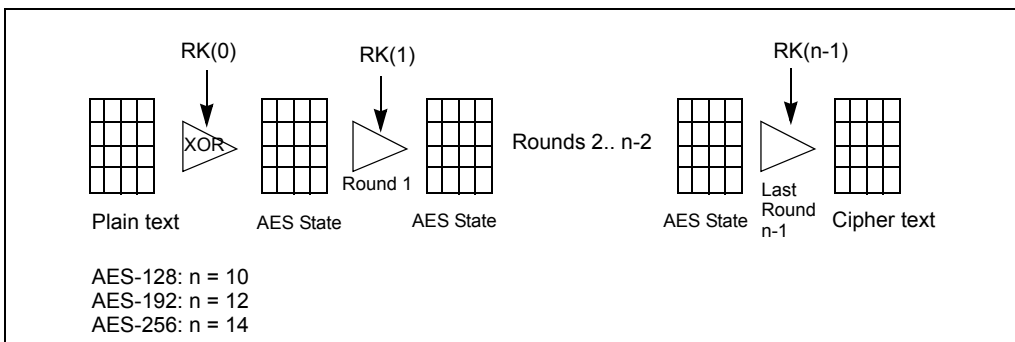 RK(0)
RK(1)
RK(n-1)
XOR
Rounds 2.. n-2
Round 1
Last
Round
n-1
Plain text
AES State
AES State
AES State
Cipher text
AES-128: n = 10
AES-192: n = 12
AES-256: n = 14